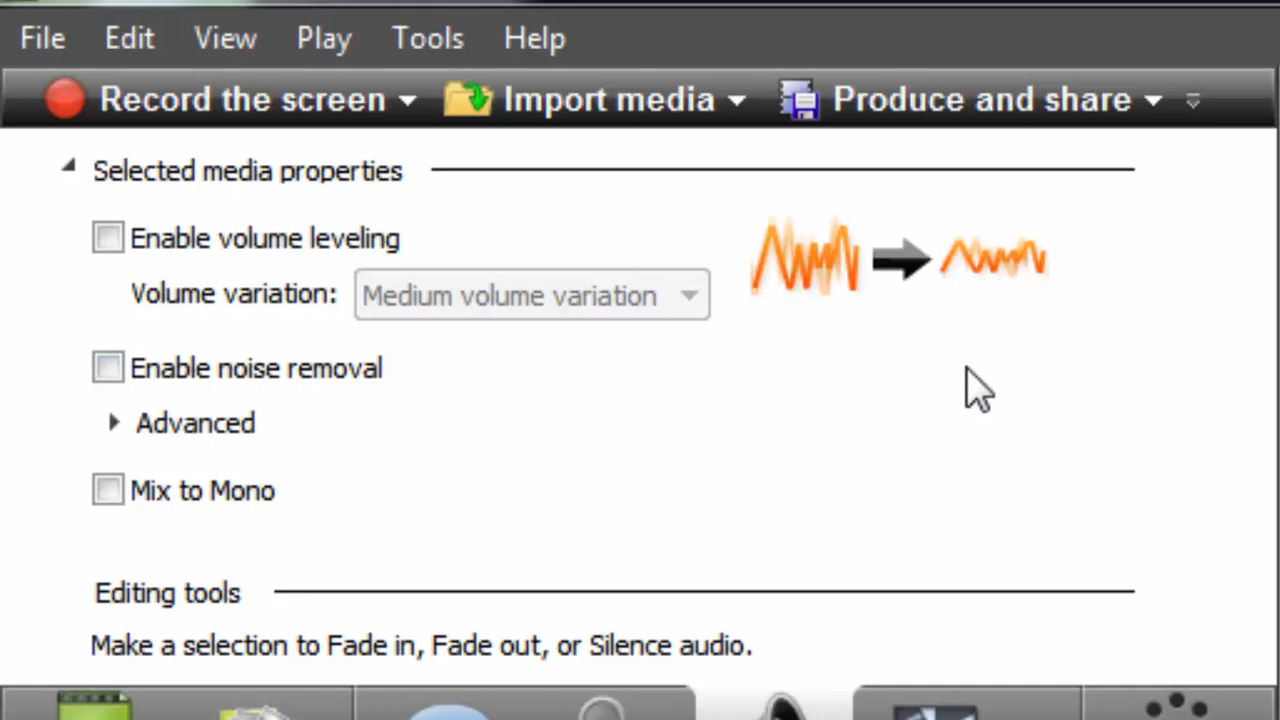 File Edit View Play Tools Help
Record the screen Import media Produce and share
Selected media properties
Enable volume leveling
Volume variation: Medium volume variation
Enable noise removal
Advanced
Mix to Mono
Editing tools
Make a selection to Fade in, Fade out, or Silence audio.